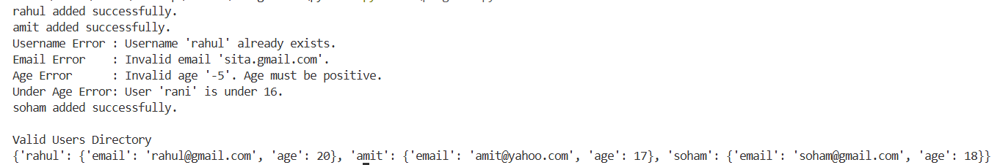 rahul added successfully.
amit added successfully.
Username Error : Username 'rahul' already exists.
Email Error    : Invalid email 'sita.gmail.com'.
Age Error      : Invalid age '-5'. Age must be positive.
Under Age Error: User 'rani' is under 16.
soham added successfully.

Valid Users Directory
{'rahul': {'email': 'rahul@gmail.com', 'age': 20}, 'amit': {'email': 'amit@yahoo.com', 'age': 17}, 'soham': {'email': 'soham@gmail.com', 'age': 18}}